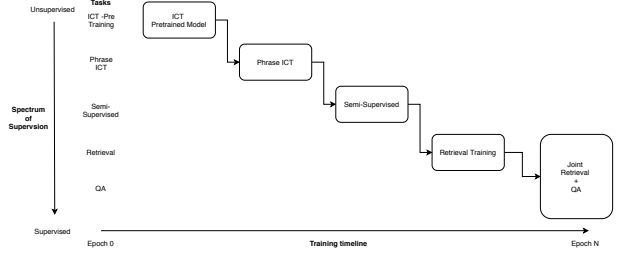 Unsupervised
Tasks
ICT -Pre
Training
ICT
Pretrained Model
Phrase
ICT
Phrase ICT
Spectrum
of
Supervsion
Semi-
Supervised
Semi-Supervised
Retrieval
Retrieval Training
QA
Joint
Retrieval
+
QA
Supervised
Epoch 0
Training timeline
Epoch N